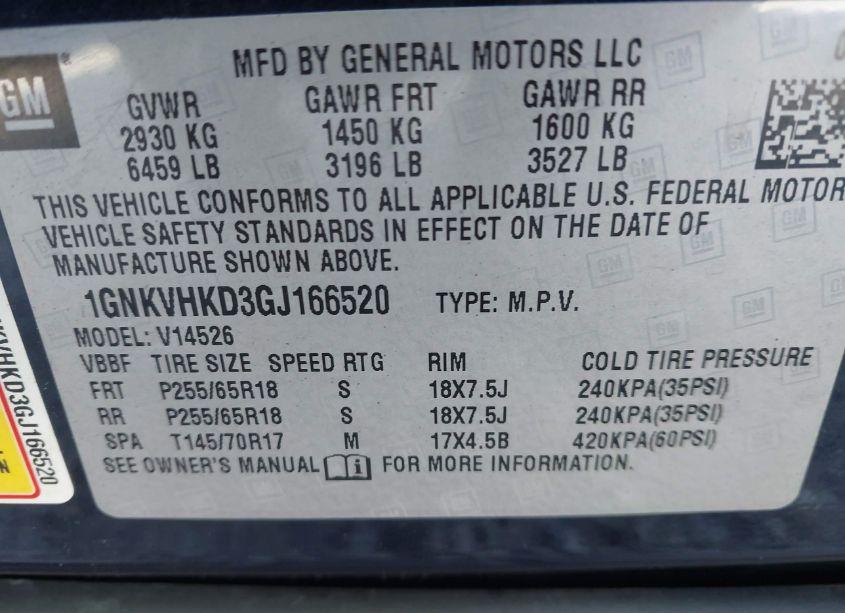 MFD BY GENERAL MOTORS LLC
GM
GVWR GAWR FRT GAWR RR
2930 KG 1450 KG 1600 KG
6459 LB 3196 LB 3527 LB
THIS VEHICLE CONFORMS TO ALL APPLICABLE U.S. FEDERAL MOTOR
VEHICLE SAFETY STANDARDS IN EFFECT ON THE DATE OF
MANUFACTURE SHOWN ABOVE.
1GNKVHKD3GJ166520 TYPE: M.P.V.
MODEL: V14526
VBBF TIRE SIZE SPEED RTG RIM COLD TIRE PRESSURE
FRT P255/65R18 S 18X7.5J 240KPA(35PSI)
RR P255/65R18 S 18X7.5J 240KPA(35PSI)
SPA T145/70R17 M 17X4.5B 420KPA(60PSI)
SEE OWNER'S MANUAL FOR MORE INFORMATION.
KVHKD3GJ166520